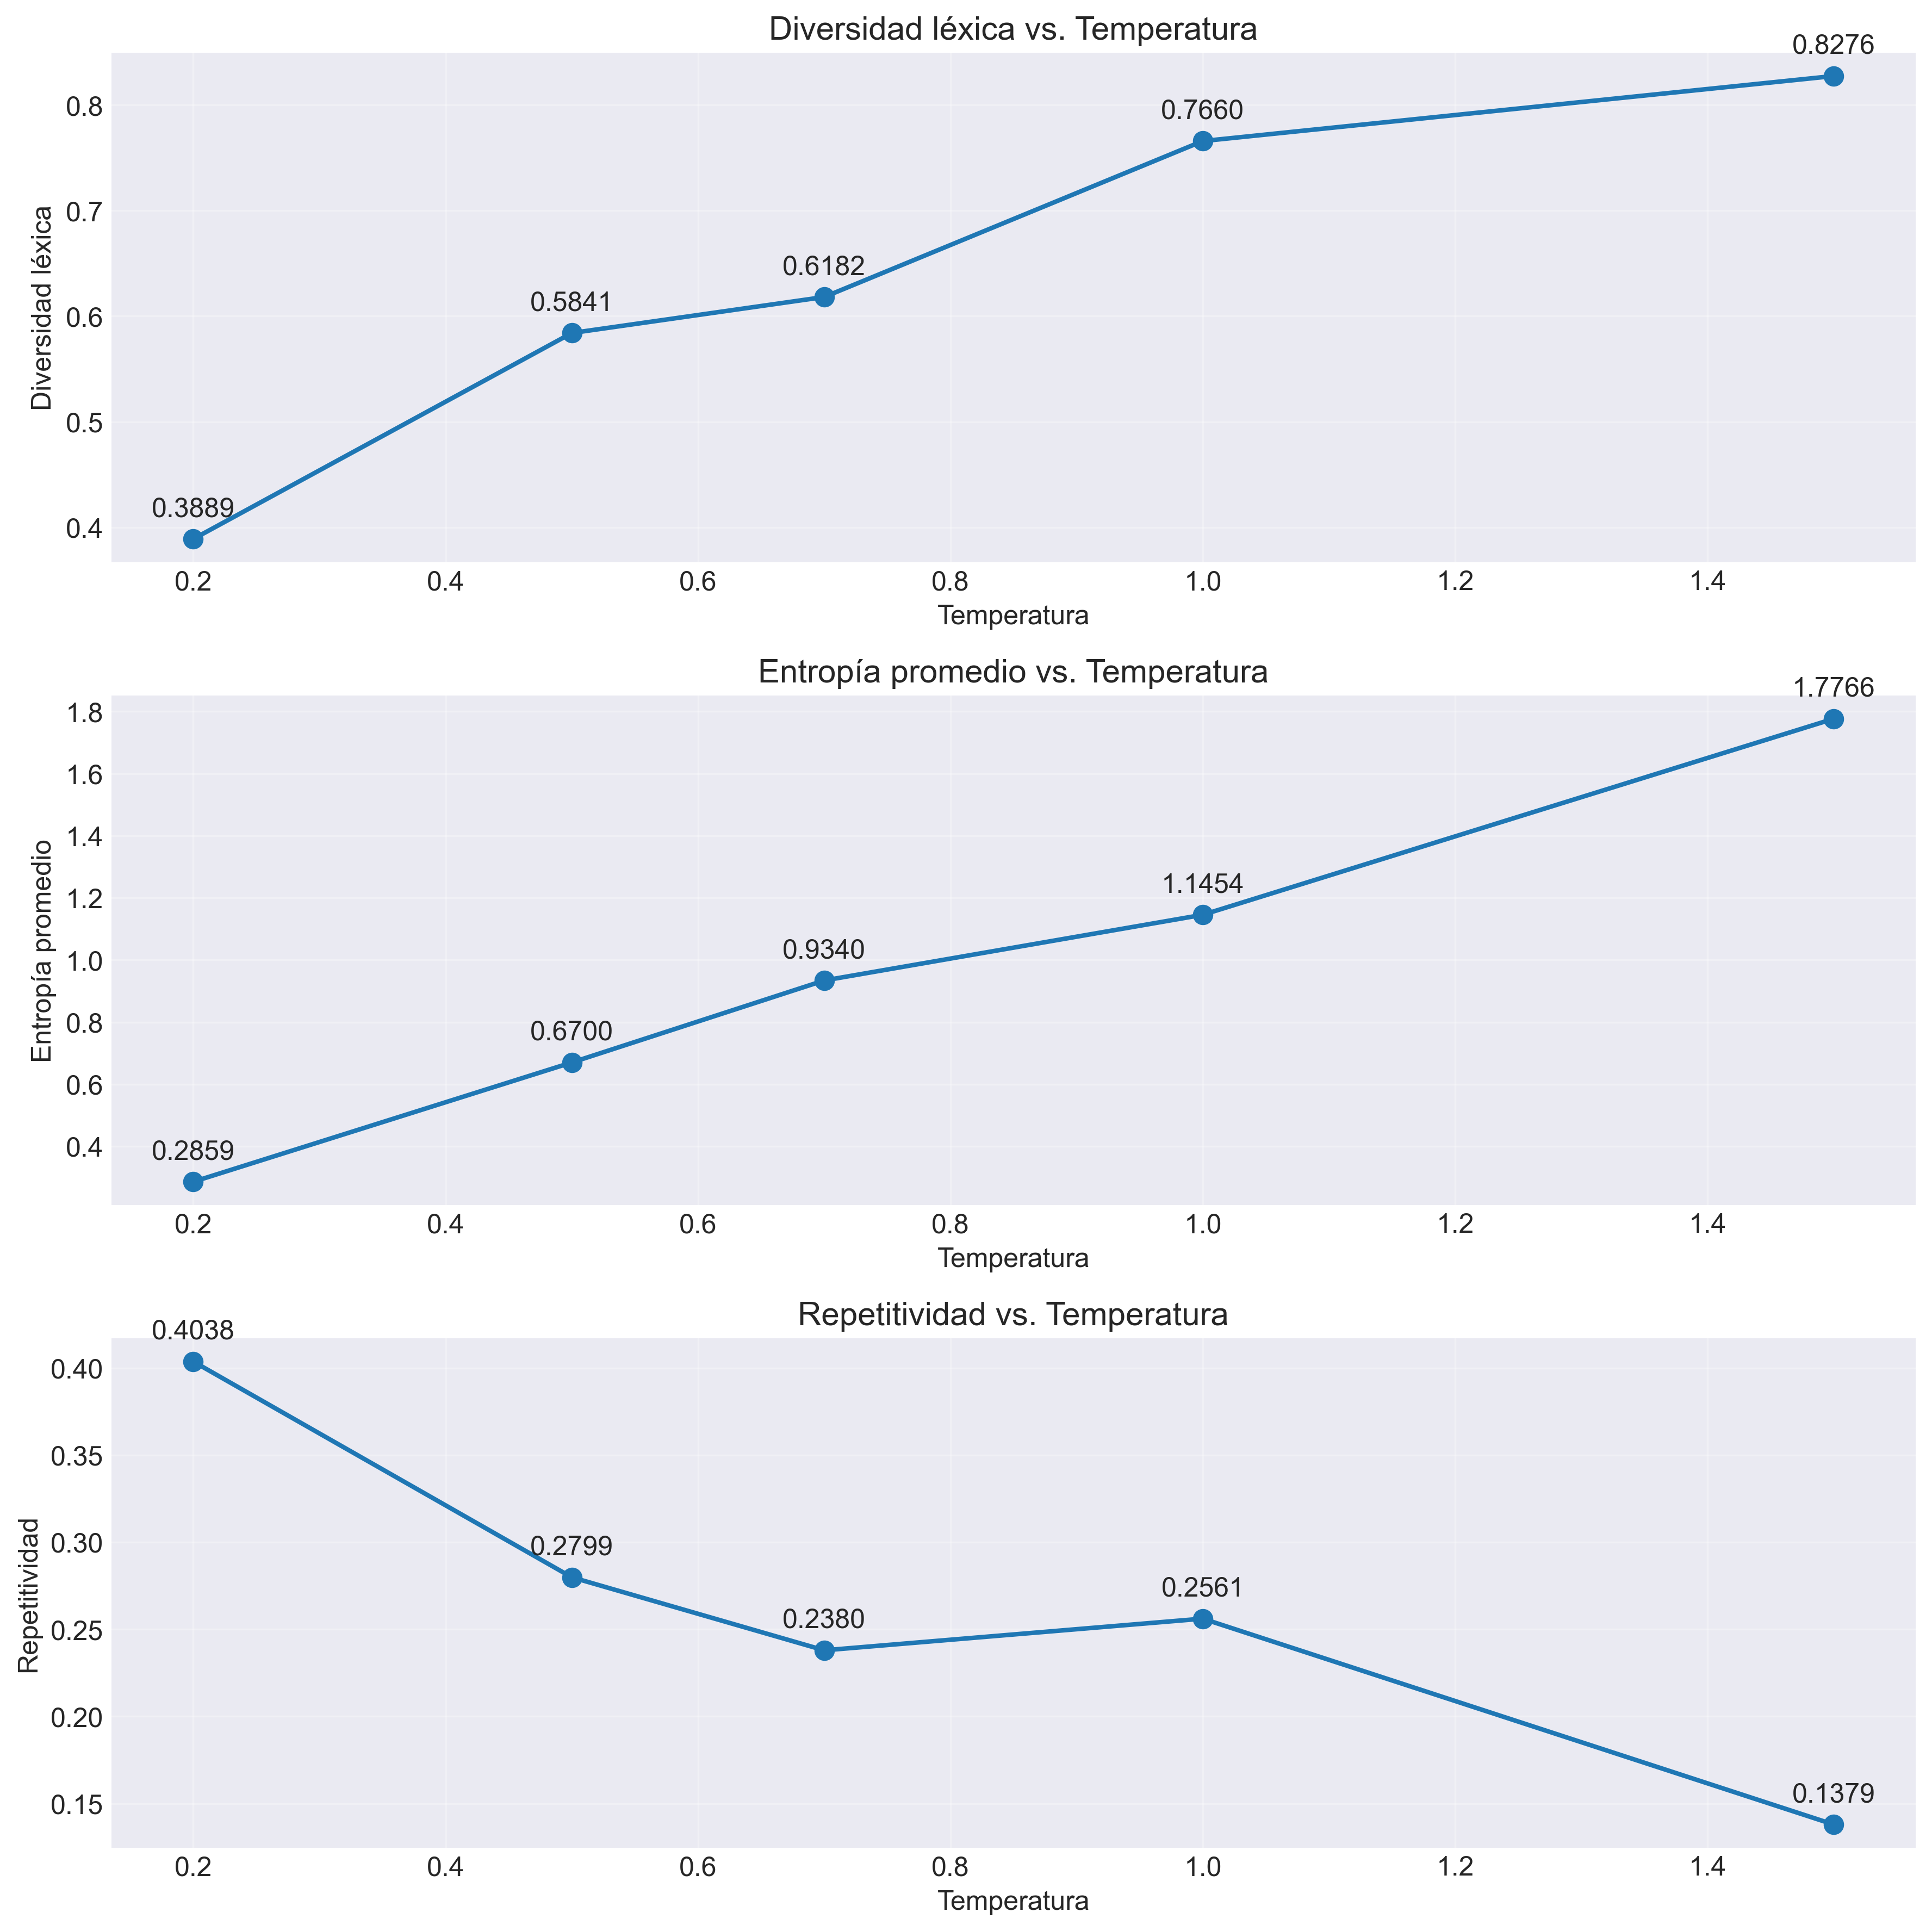 Diversidad léxica vs. Temperatura
0.8276
0.8
0.7660
0.7
0.6182
0.6
0.5841
Diversidad léxica
0.5
0.3889
0.4
0.2 0.4 0.6 0.8 1.0 1.2 1.4
Temperatura
Entropía promedio vs. Temperatura
1.7766
1.8
1.6
1.4
1.2
1.1454
1.0
0.9340
Entropía promedio
0.8
0.6700
0.6
0.4
0.2859
0.2 0.4 0.6 0.8 1.0 1.2 1.4
Temperatura
Repetitividad vs. Temperatura
0.4038
0.40
0.35
0.30
0.2799
0.2561
0.25
0.2380
Repetitividad
0.20
0.15
0.1379
0.2 0.4 0.6 0.8 1.0 1.2 1.4
Temperatura